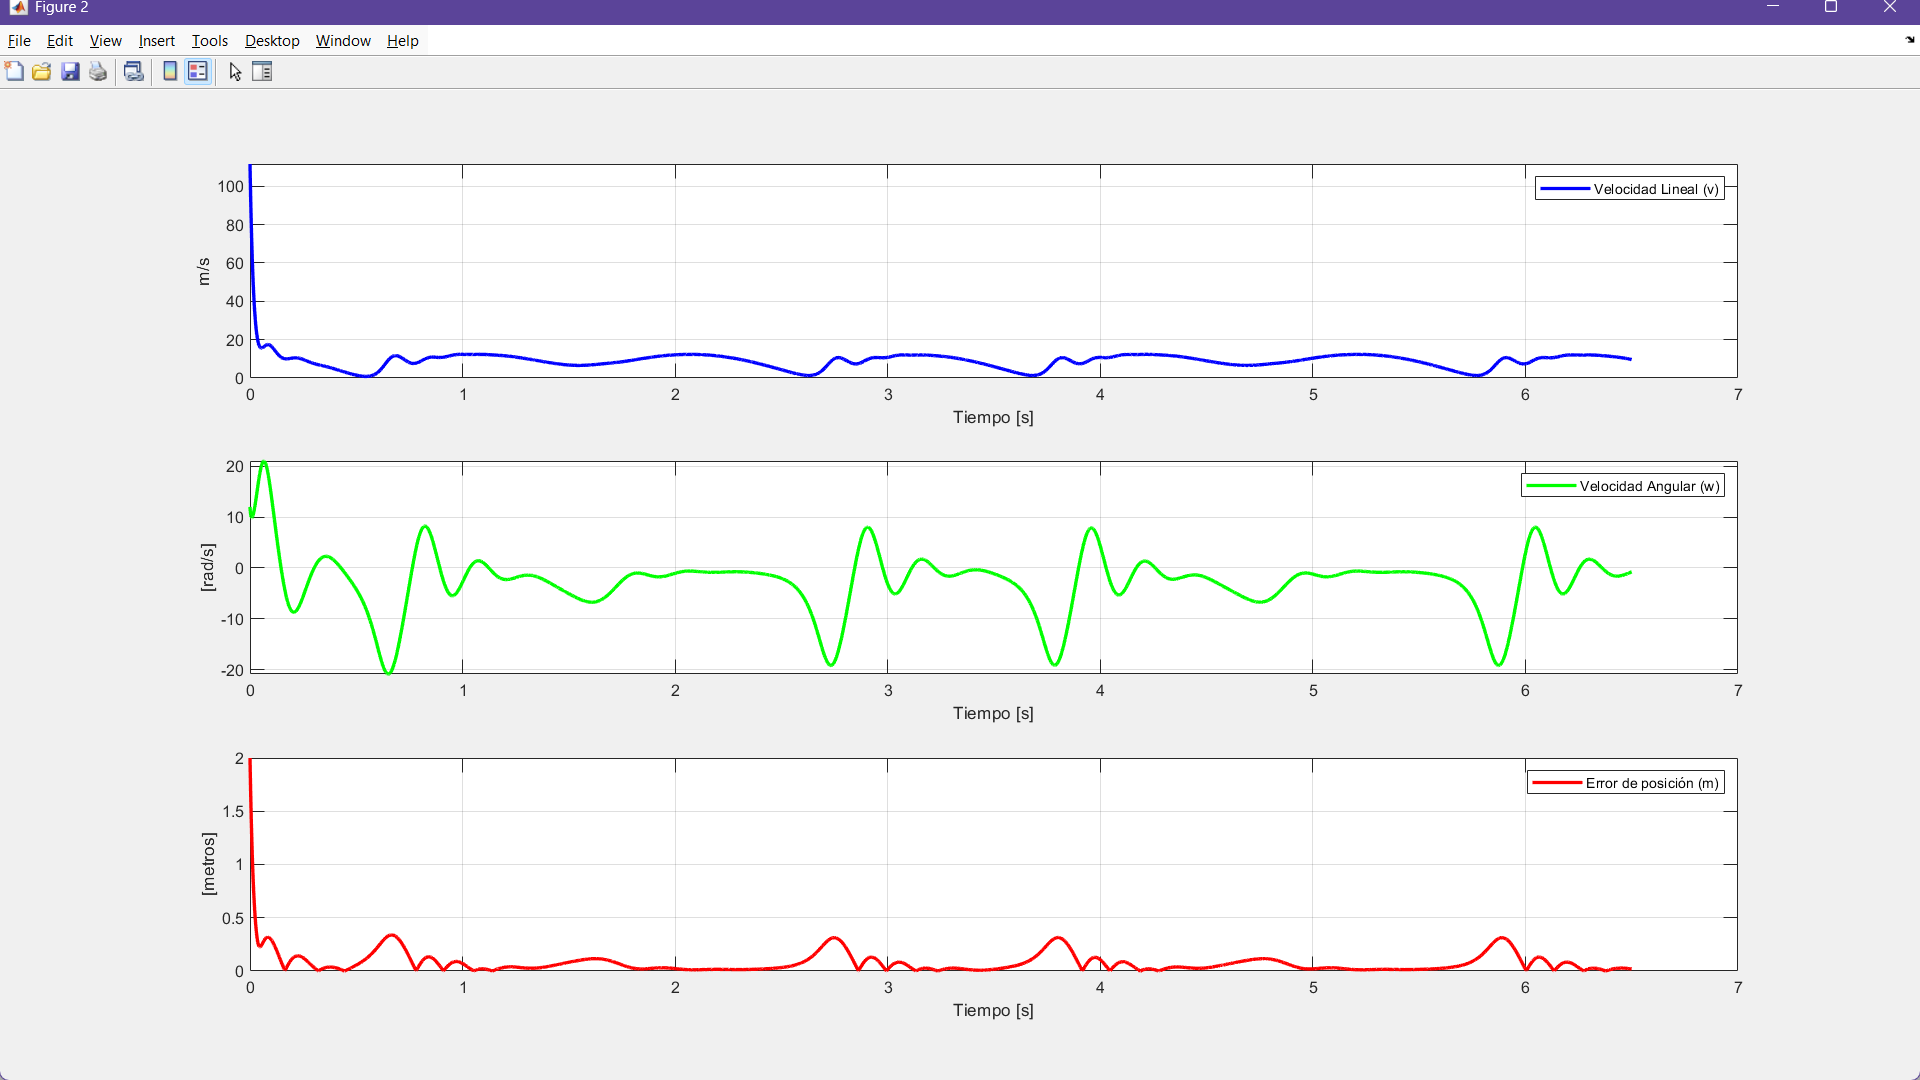 Figure 2
File Edit View Insert Tools Desktop Window Help
100
80
60
40
20
0
m/s
Velocidad Lineal (v)
0 1 2 3 4 5 6 7
Tiempo [s]
20
10
0
-10
-20
[rad/s]
Velocidad Angular (w)
0 1 2 3 4 5 6 7
Tiempo [s]
2
1.5
1
0.5
0
[metros]
Error de posición (m)
0 1 2 3 4 5 6 7
Tiempo [s]